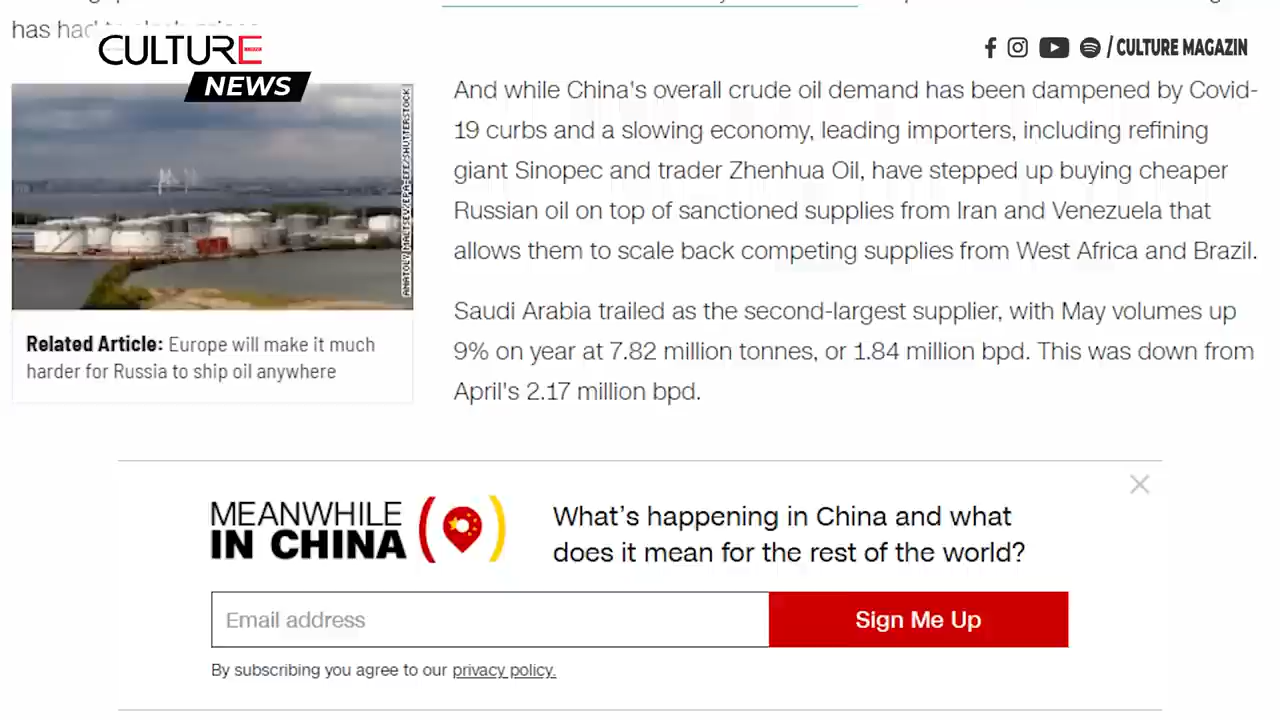 has had
CULTURE
NEWS
/ CULTURE MAGAZIN
ANATOLY MALTSEV/EPA-EFE/SHUTTERSTOCK
Related Article: Europe will make it much
harder for Russia to ship oil anywhere
And while China's overall crude oil demand has been dampened by Covid-
19 curbs and a slowing economy, leading importers, including refining
giant Sinopec and trader Zhenhua Oil, have stepped up buying cheaper
Russian oil on top of sanctioned supplies from Iran and Venezuela that
allows them to scale back competing supplies from West Africa and Brazil.
Saudi Arabia trailed as the second-largest supplier, with May volumes up
9% on year at 7.82 million tonnes, or 1.84 million bpd. This was down from
April's 2.17 million bpd.
MEANWHILE
IN CHINA
What's happening in China and what
does it mean for the rest of the world?
Email address
Sign Me Up
By subscribing you agree to our privacy policy.